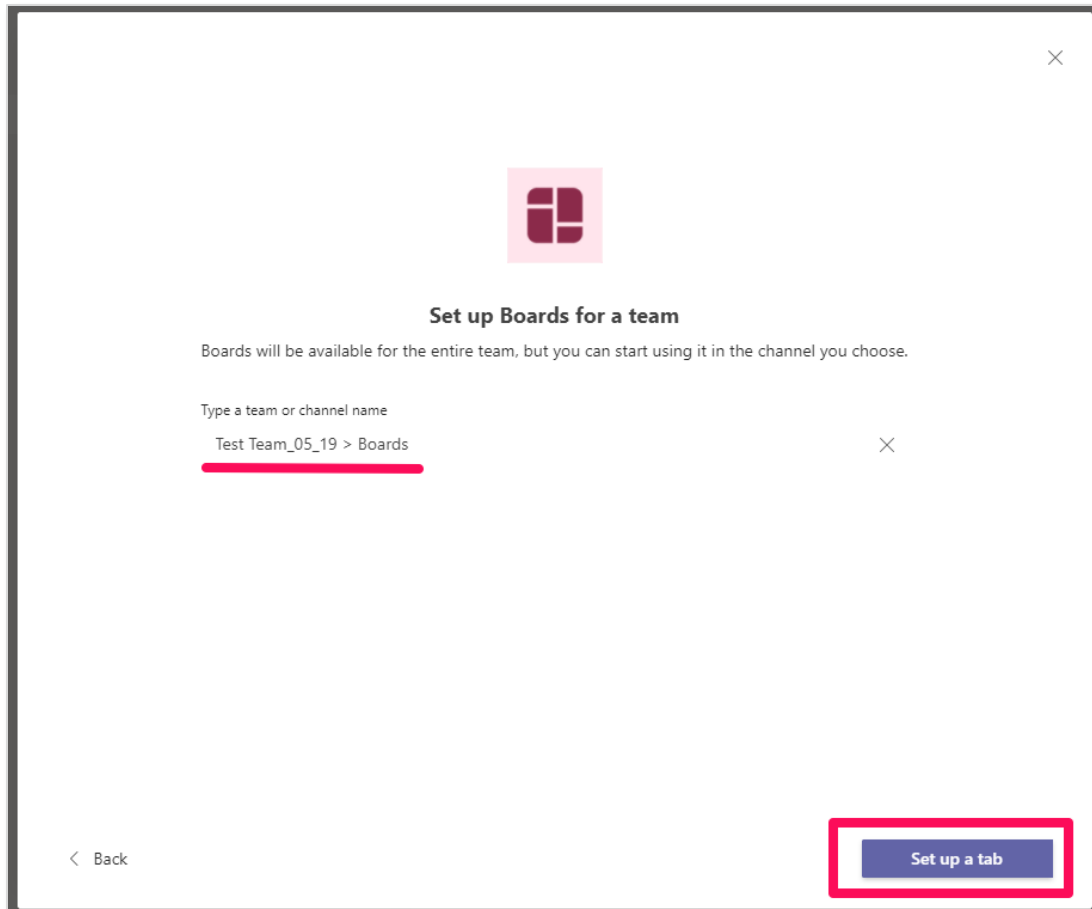 Set up Boards for a team
Boards will be available for the entire team, but you can start using it in the channel you choose.
Type a team or channel name
Test Team_05_19 > Boards
Back
Set up a tab